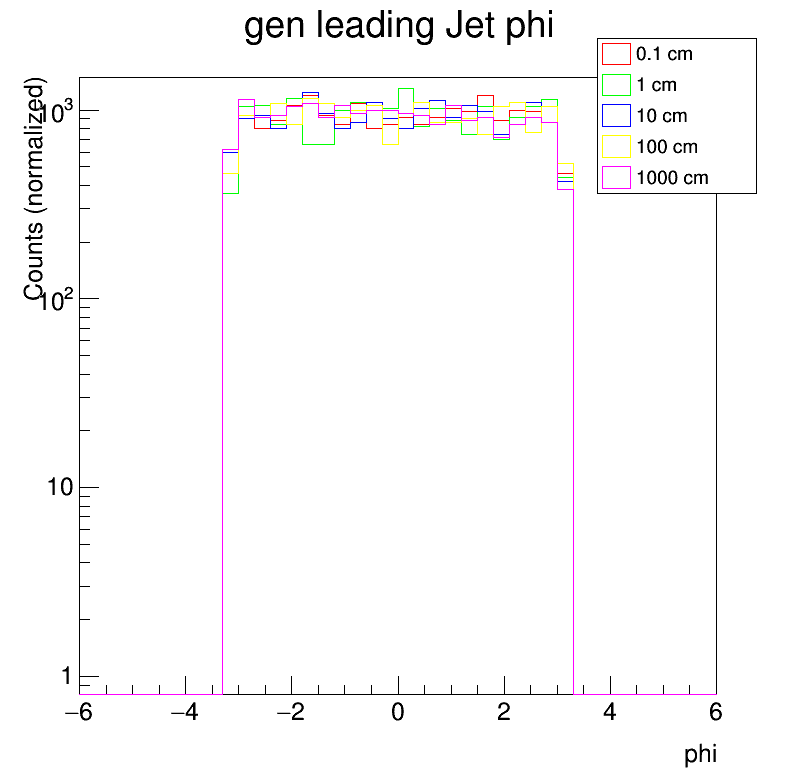 gen leading Jet phi
0.1 cm
1 cm
10 cm
100 cm
1000 cm
Counts (normalized)
10³
10²
10
1
−6
−4
−2
0
2
4
6
phi